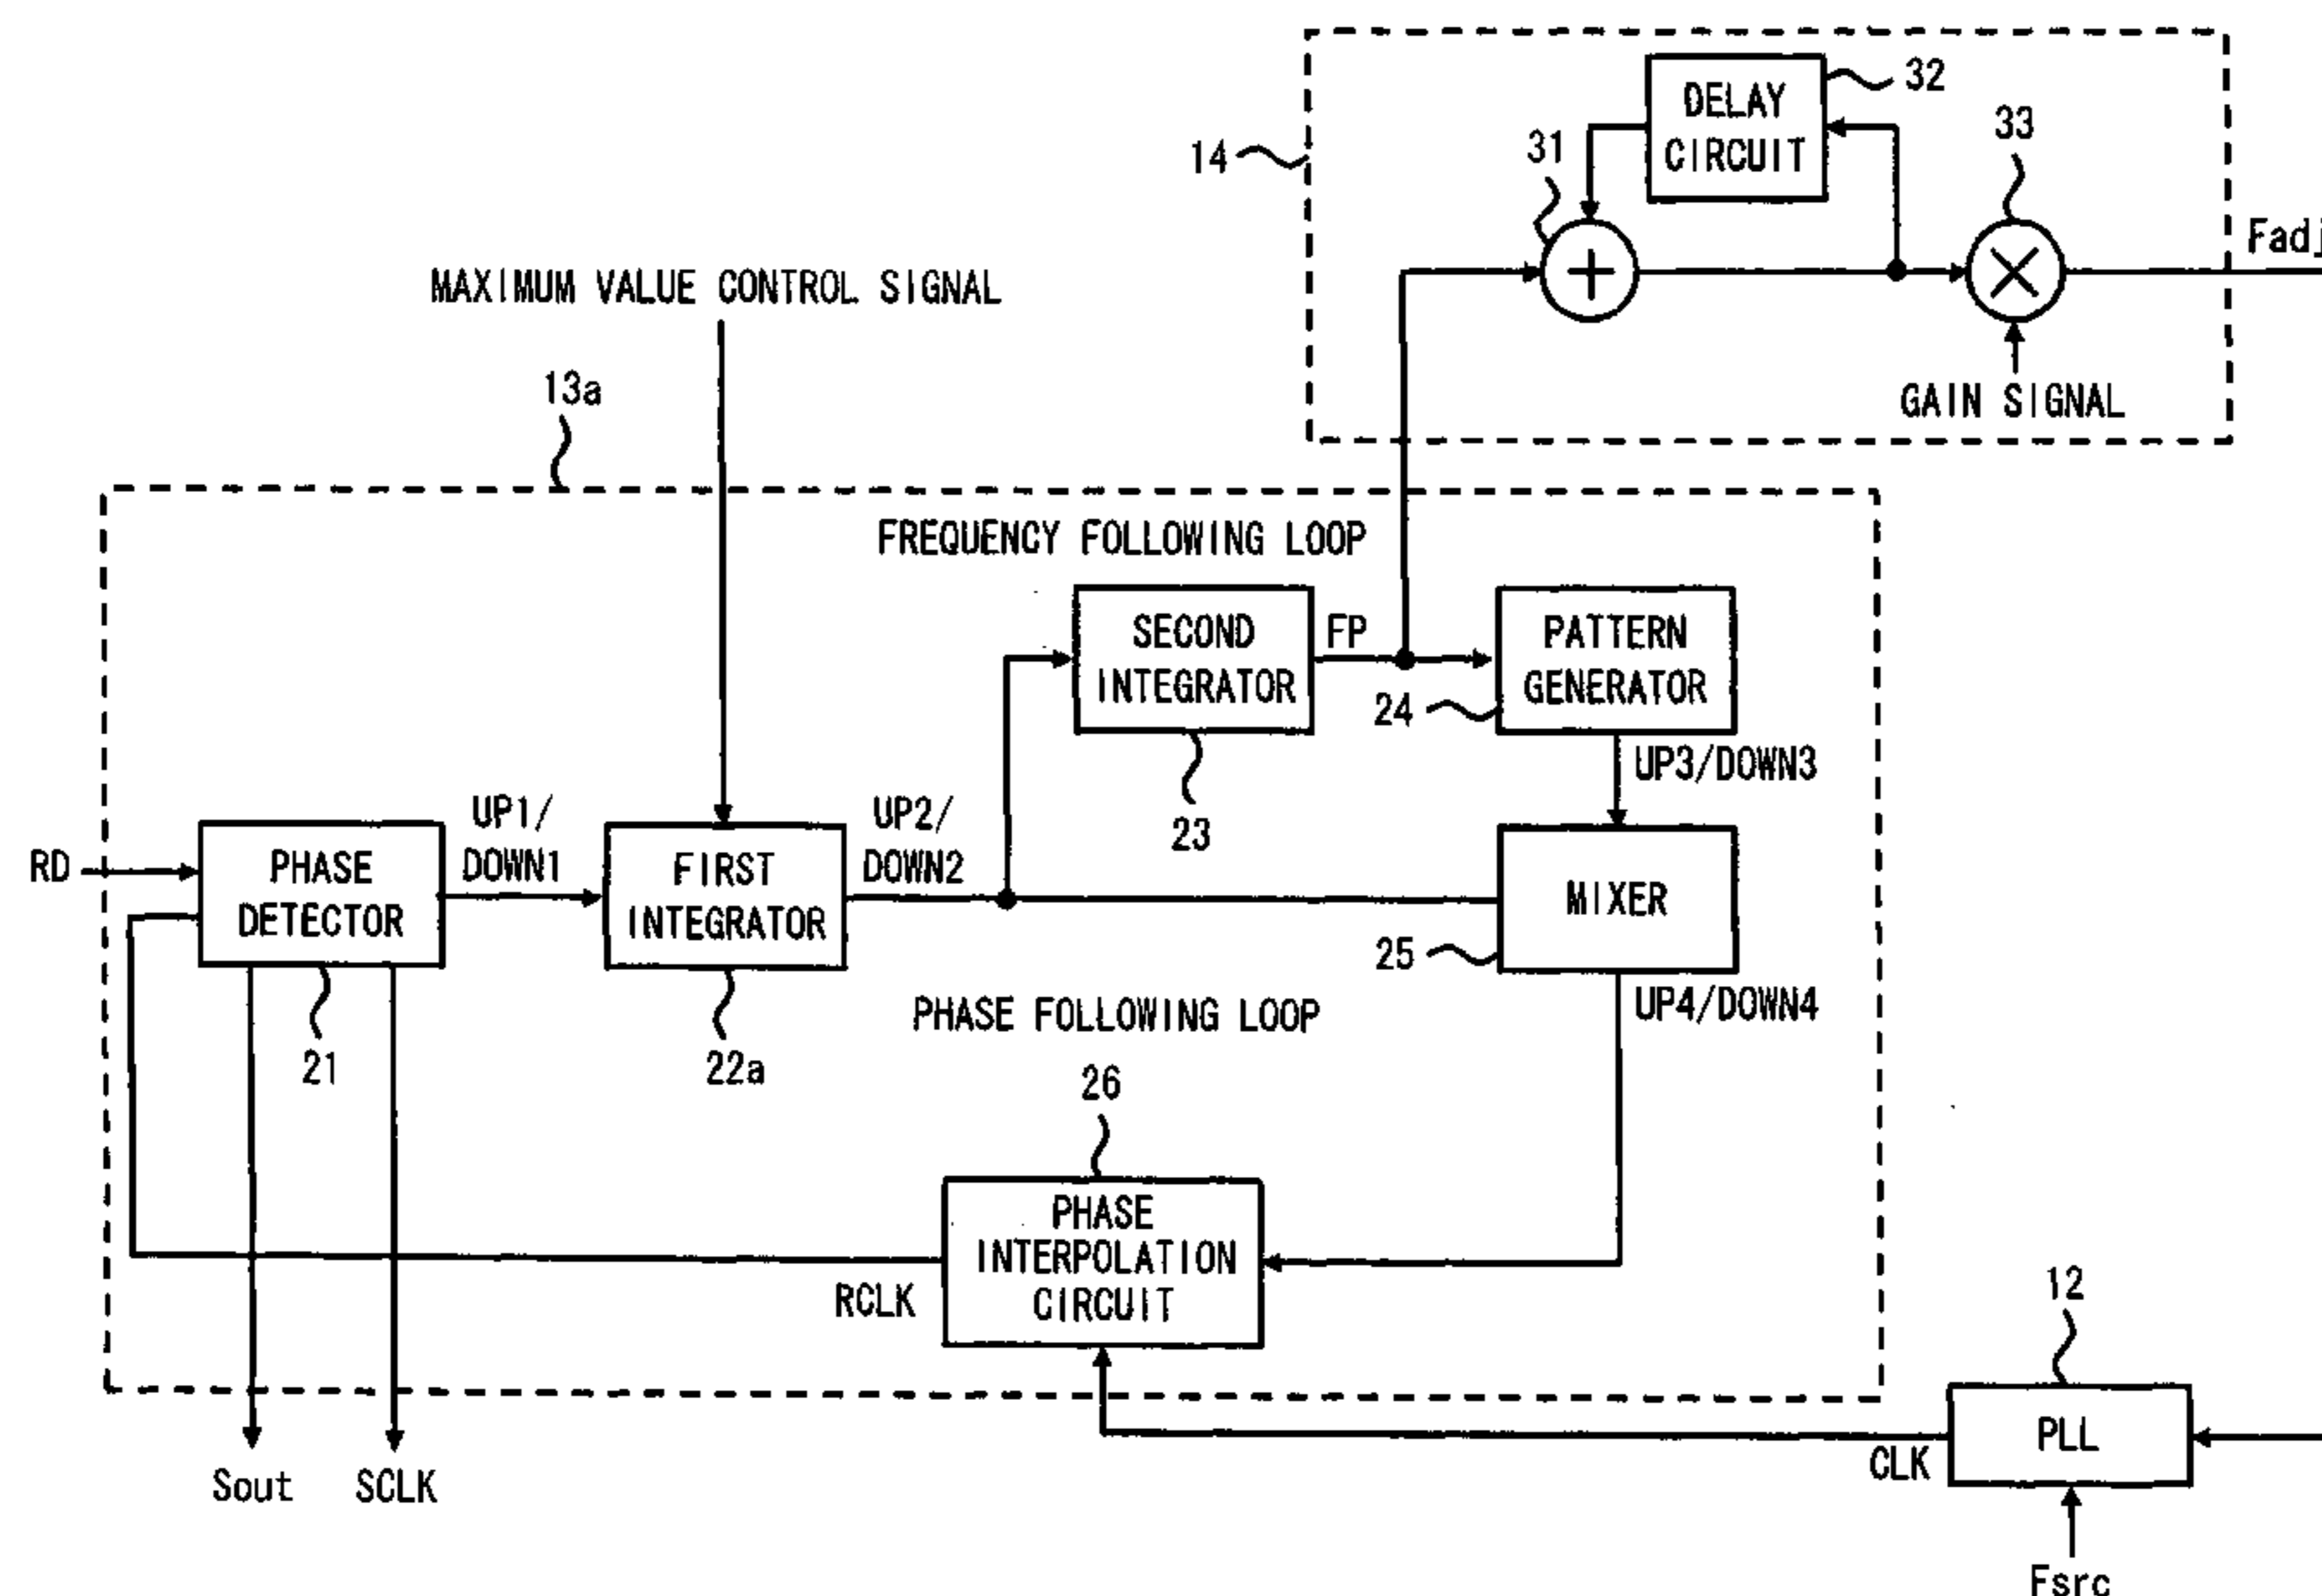 DELAY
CIRCUIT
32
33
14
31
Fadj
MAXIMUM VALUE CONTROL SIGNAL
GAIN SIGNAL
13a
FREQUENCY FOLLOWING LOOP
SECOND
INTEGRATOR
FP
PATTERN
GENERATOR
24
UP3/DOWN3
23
UP1/
DOWN1
UP2/
DOWN2
RD
PHASE
DETECTOR
FIRST
INTEGRATOR
MIXER
25
UP4/DOWN4
PHASE FOLLOWING LOOP
21
22a
26
PHASE
INTERPOLATION
CIRCUIT
RCLK
12
PLL
CLK
Sout
SCLK
Fsrc